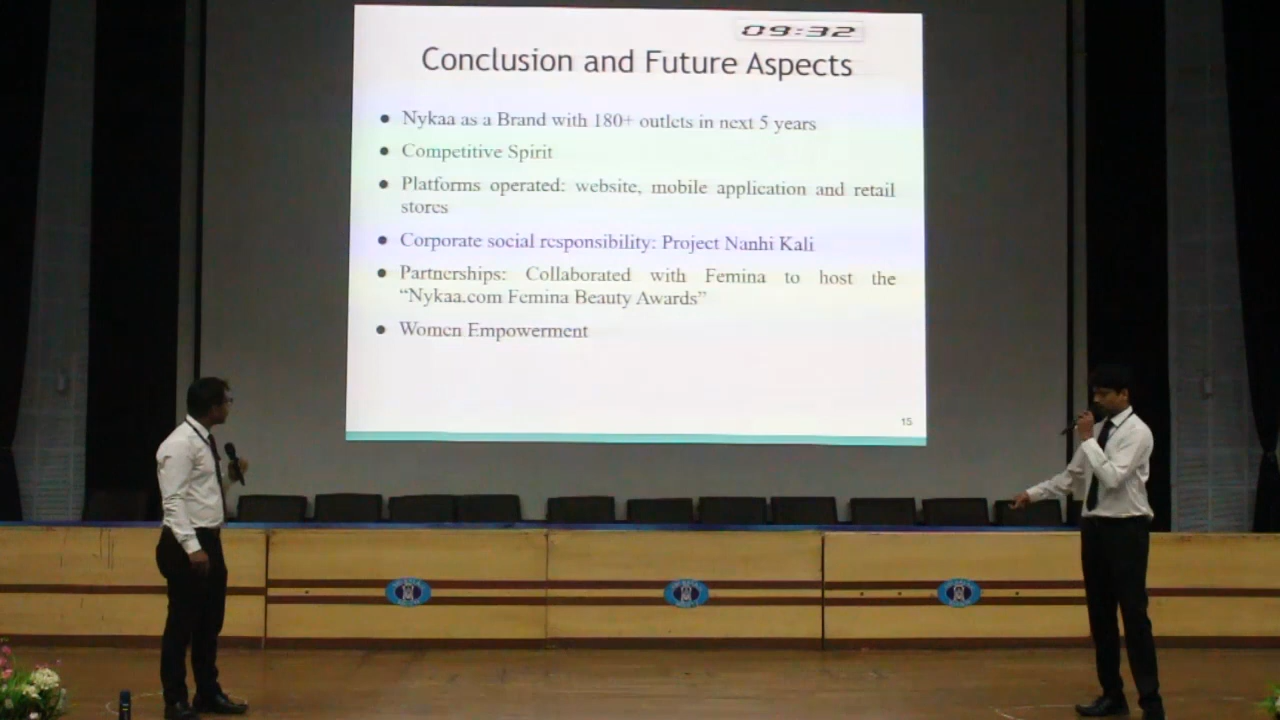 09:32
Conclusion and Future Aspects
Nykaa as a Brand with 180+ outlets in next 5 years
Competitive Spirit
Platforms operated: website, mobile application and retail
stores
Corporate social responsibility: Project Nanhi Kali
Partnerships: Collaborated with Femina to host the
“Nykaa.com Femina Beauty Awards”
Women Empowerment
15